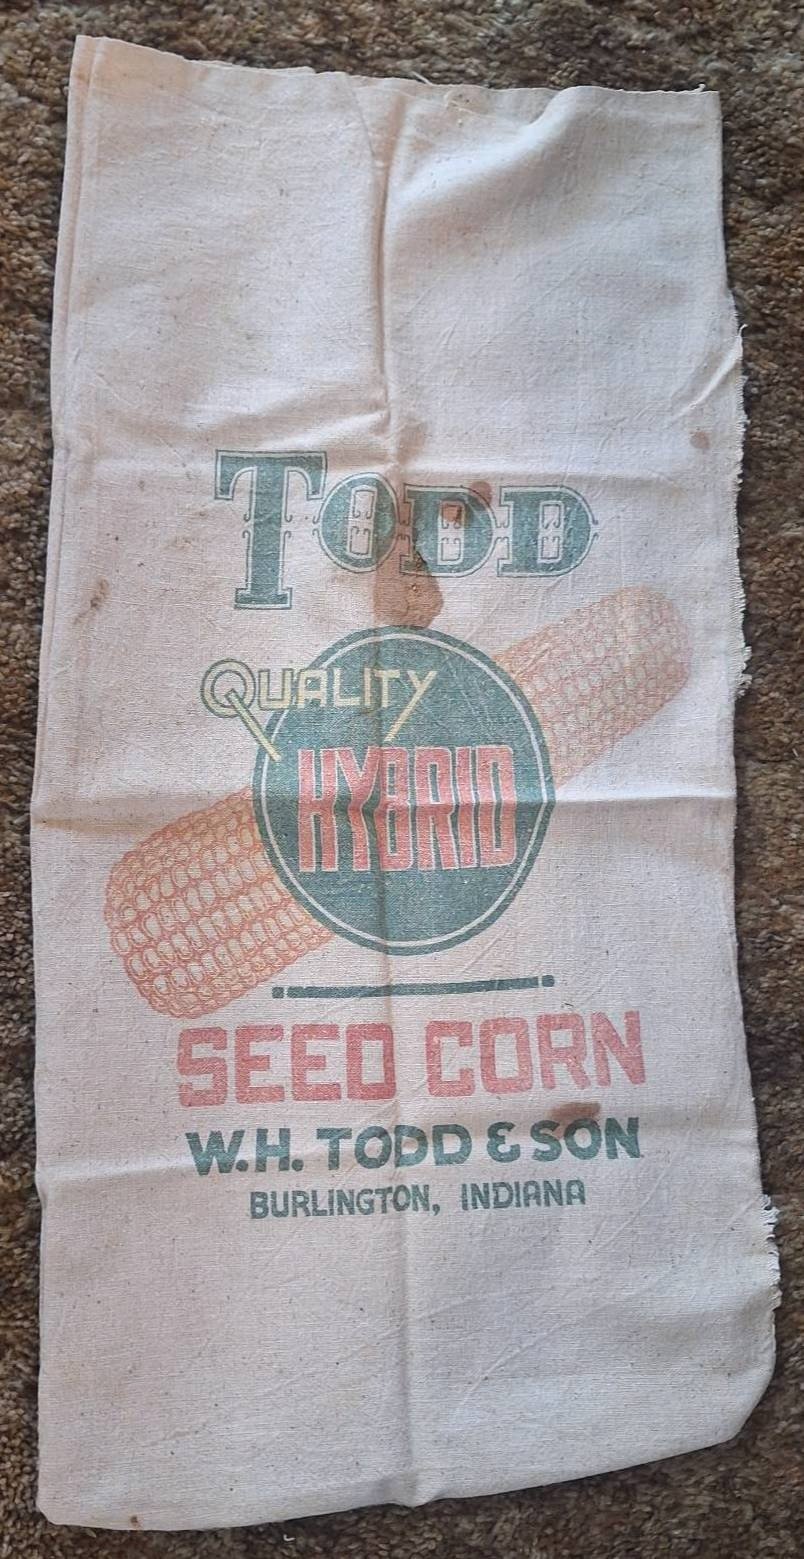 TODD
QUALITY
HYBRID
SEED CORN
W.H. TODD & SON
BURLINGTON, INDIANA